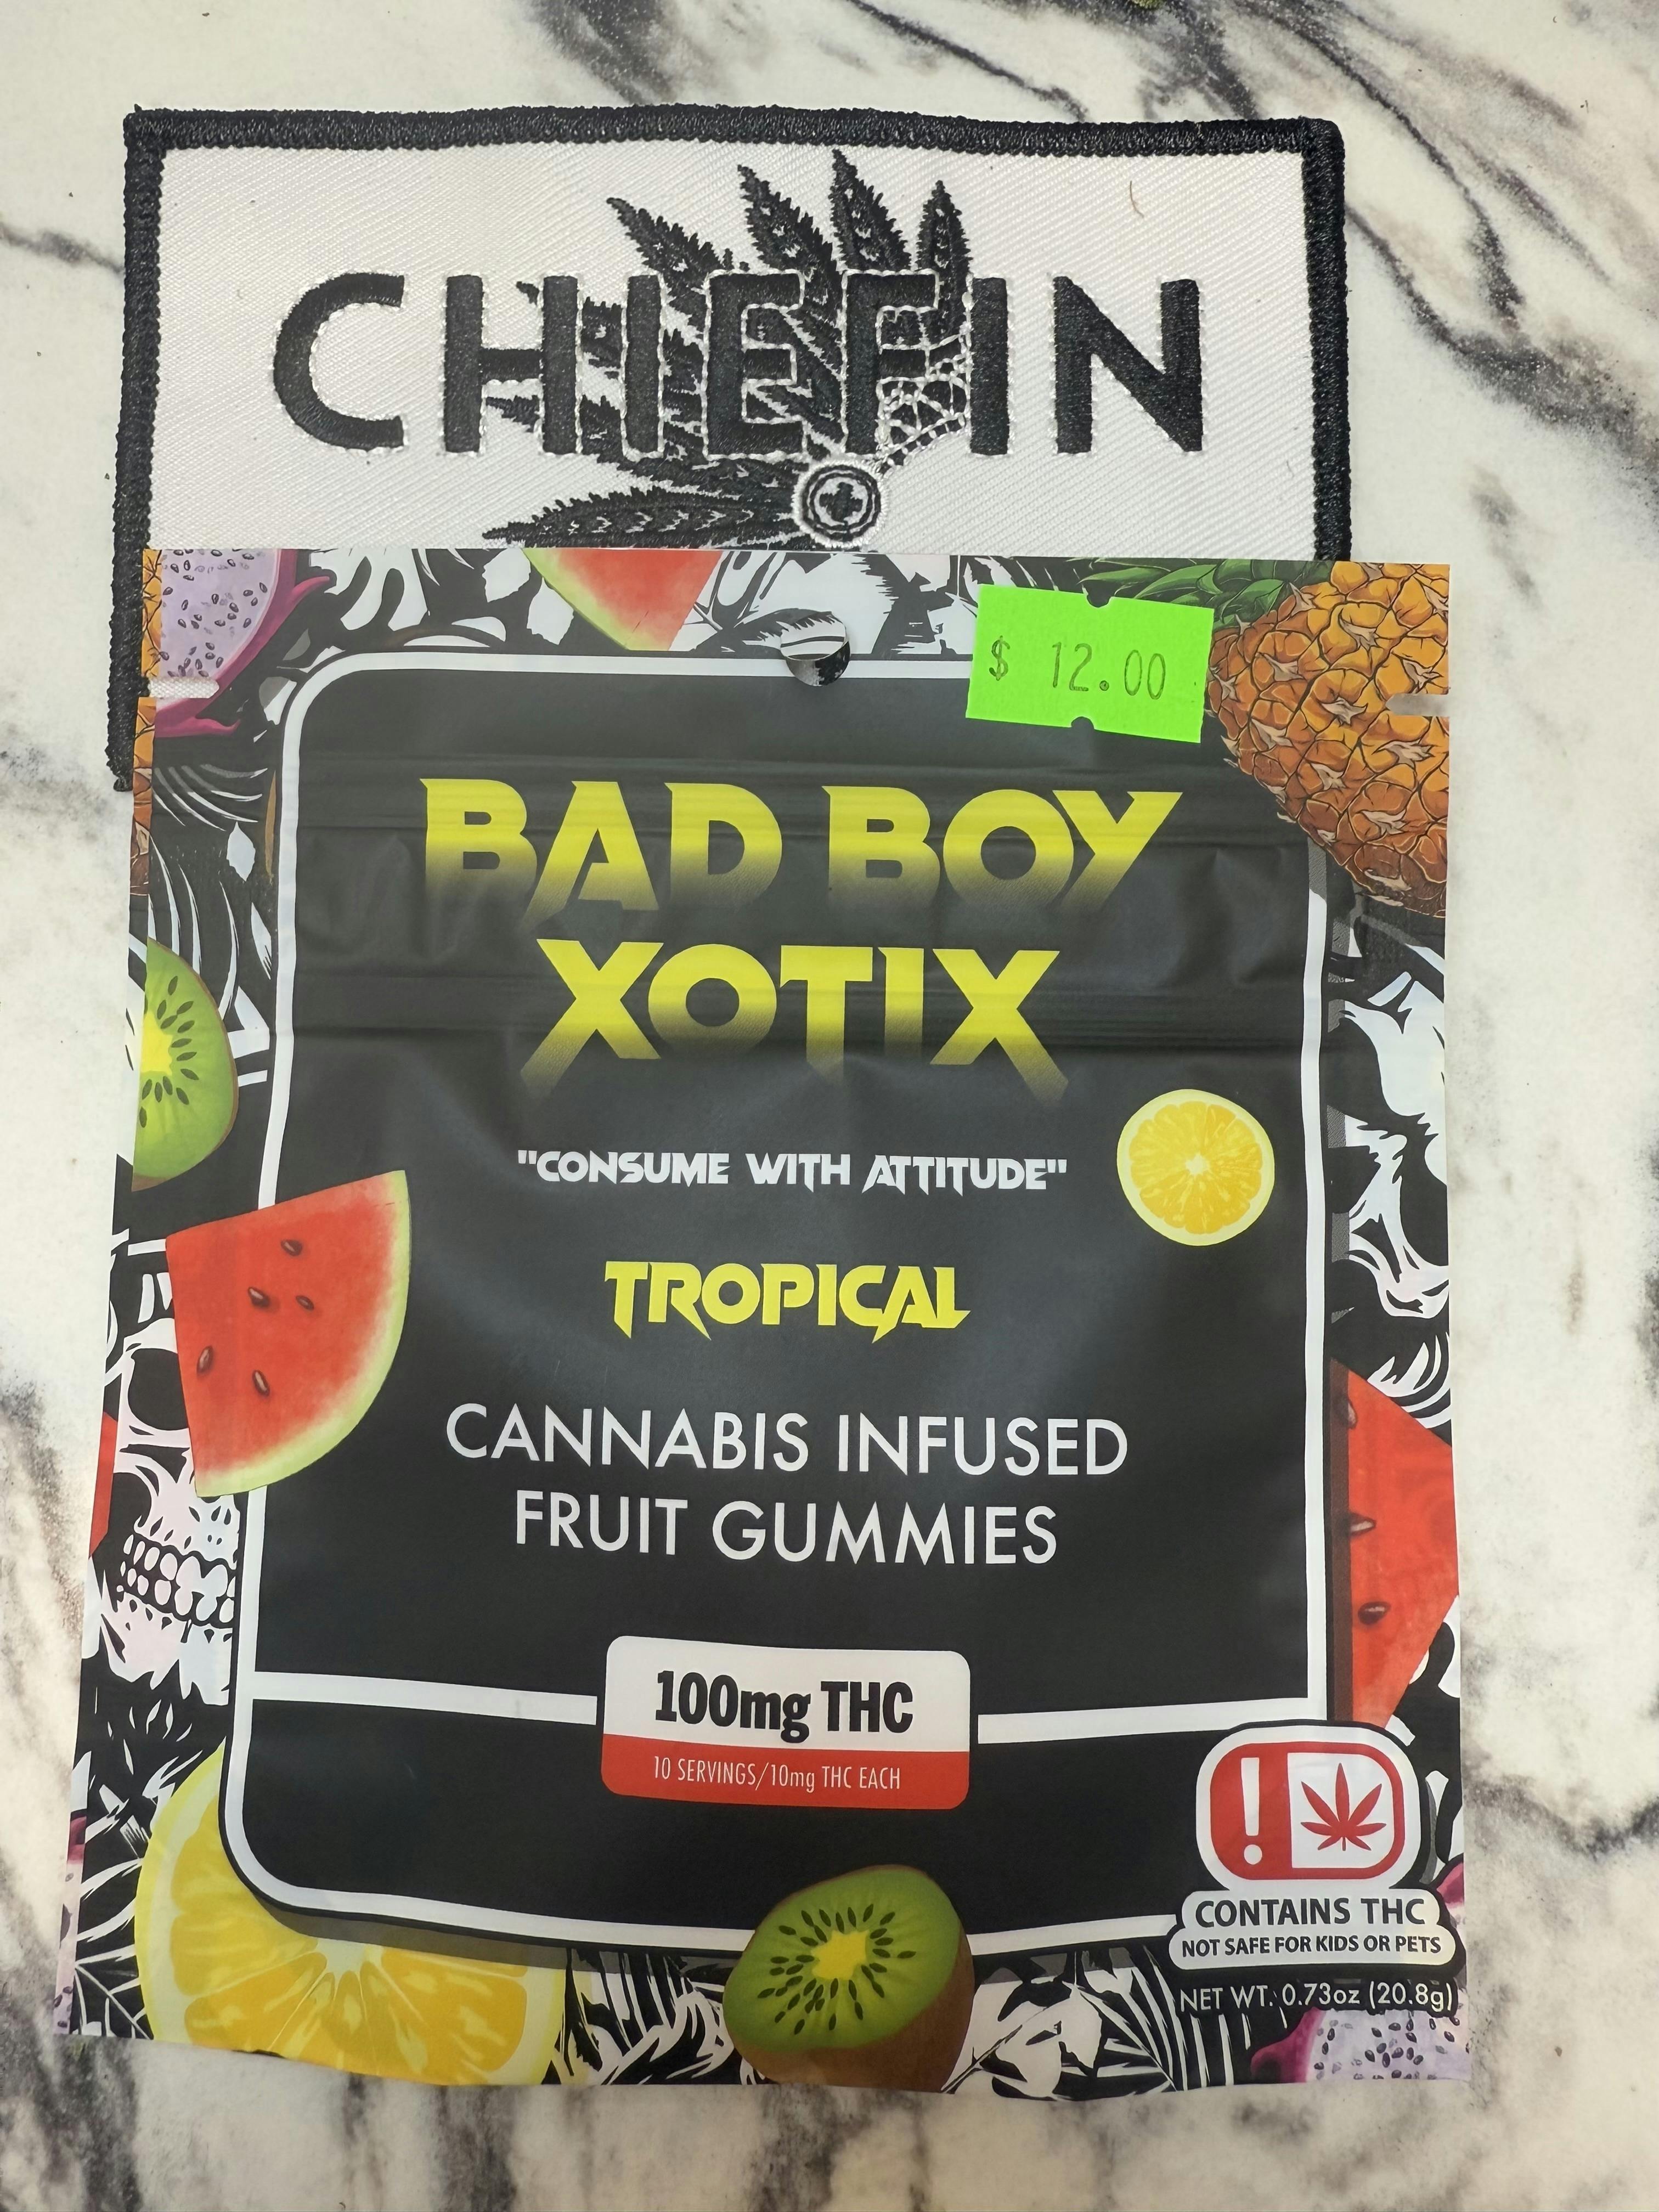 CHIEFIN
$ 12.00
BAD BOY
XOTIX
"CONSUME WITH ATTITUDE"
TROPICAL
CANNABIS INFUSED
FRUIT GUMMIES
100mg THC
10 SERVINGS/10mg THC EACH
!
CONTAINS THC
NOT SAFE FOR KIDS OR PETS
NET WT. 0.73oz (20.8g)